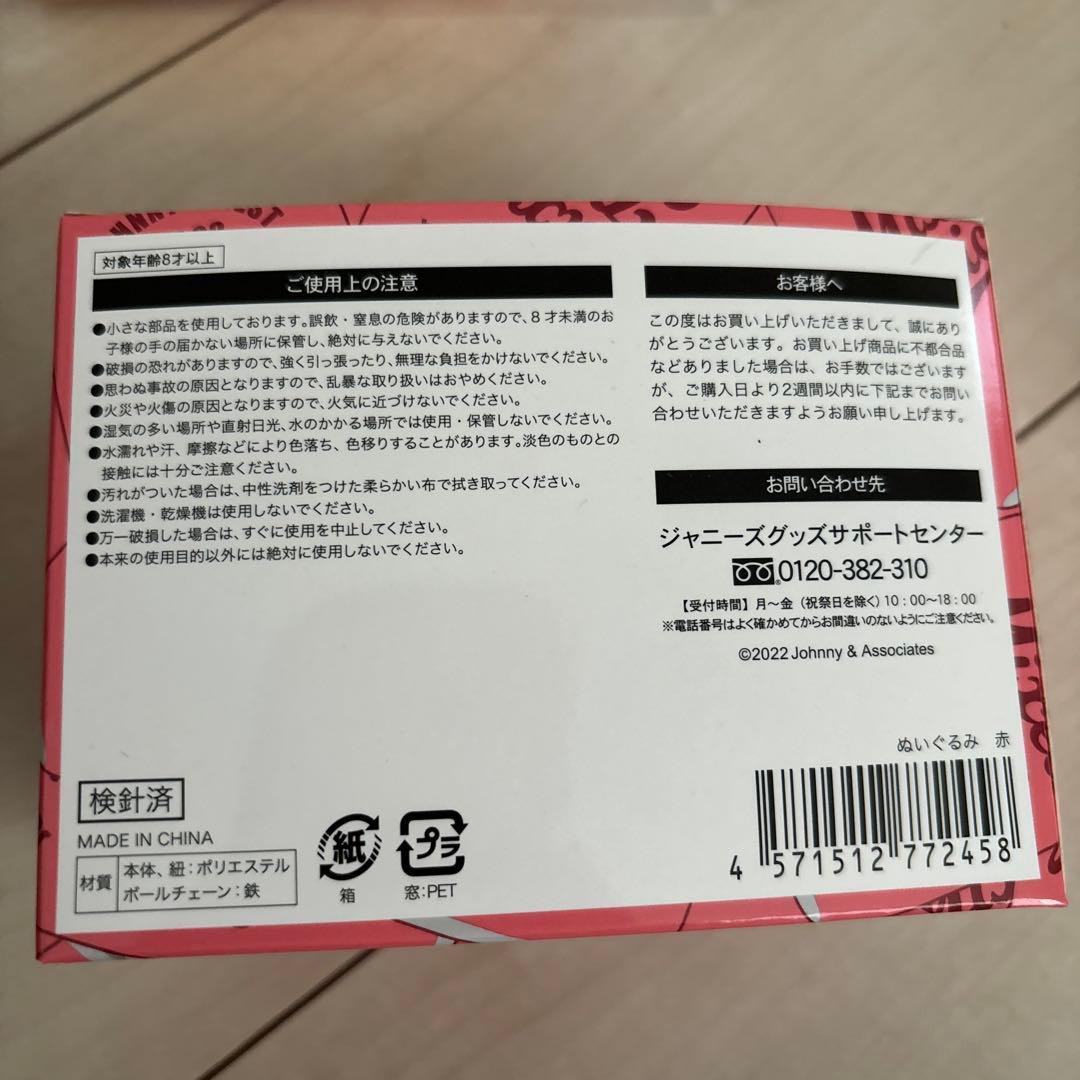 対象年齢8才以上
ご使用上の注意
●小さな部品を使用しております。誤飲・窒息の危険がありますので、8才未満のお
子様の手の届かない場所に保管し、絶対に与えないでください。
●破損の恐れがありますので、強く引っ張ったり、無理な負担をかけないでください。
●思わぬ事故の原因となりますので、乱暴な取り扱いはおやめください。
●火災や火傷の原因となりますので、火気に近づけないでください。
●湿気の多い場所や直射日光、水のかかる場所では使用・保管しないでください。
●水濡れや汗、摩擦などにより色落ち、色移りすることがあります。淡色のものとの
接触には十分ご注意ください。
●汚れがついた場合は、中性洗剤をつけた柔らかい布で拭き取ってください。
●洗濯機・乾燥機は使用しないでください。
●万一破損した場合は、すぐに使用を中止してください。
●本来の使用目的以外には絶対に使用しないでください。
お客様へ
この度はお買い上げいただきまして、誠にあり
がとうございます。お買い上げ商品に不都合品
などありました場合は、お手数ではございます
が、ご購入日より2週間以内に下記までお問い
合わせいただきますようお願い申し上げます。
お問い合わせ先
ジャニーズグッズサポートセンター
0120-382-310
【受付時間】月〜金(祝祭日を除く)10:00〜18:00
※電話番号はよく確かめてからお間違いのないようにご注意ください。
©2022 Johnny & Associates
ぬいぐるみ 赤
4 571512 772458
検針済
MADE IN CHINA
材質
本体、紐:ポリエステル
ボールチェーン:鉄
紙
箱
プラ
窓:PET